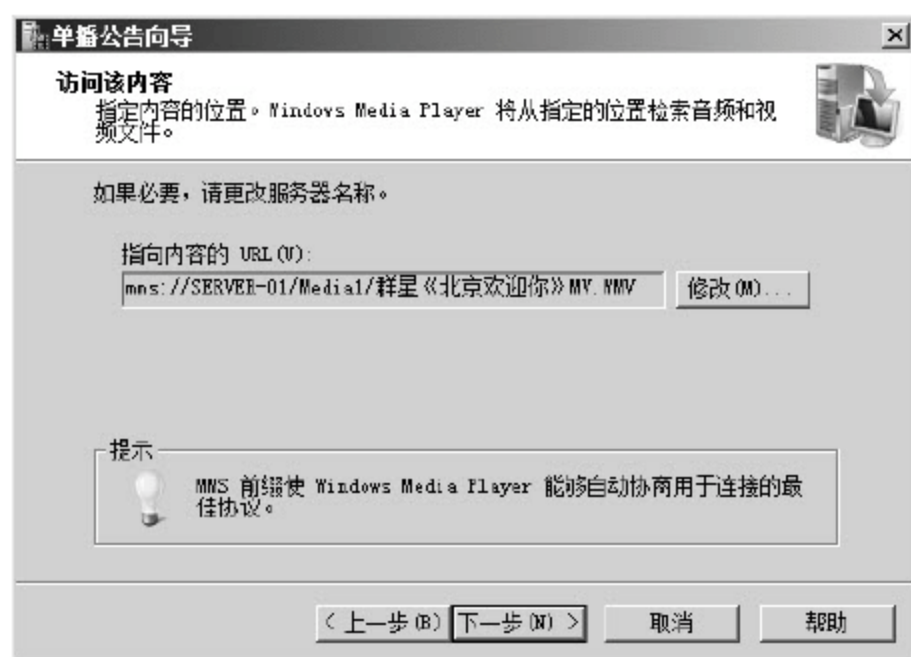 单播公告向导
访问该内容
指定内容的位置。Windows Media Player 将从指定的位置检索音频和视
频文件。
如果必要，请更改服务器名称。
指向内容的 URL(U):
mms://SERVER-01/Media1/群星《北京欢迎你》MV.WMV
修改(M)...
提示
MMS 前缀使 Windows Media Player 能够自动协商用于连接的最
佳协议。
< 上一步(B)
下一步(N) >
取消
帮助